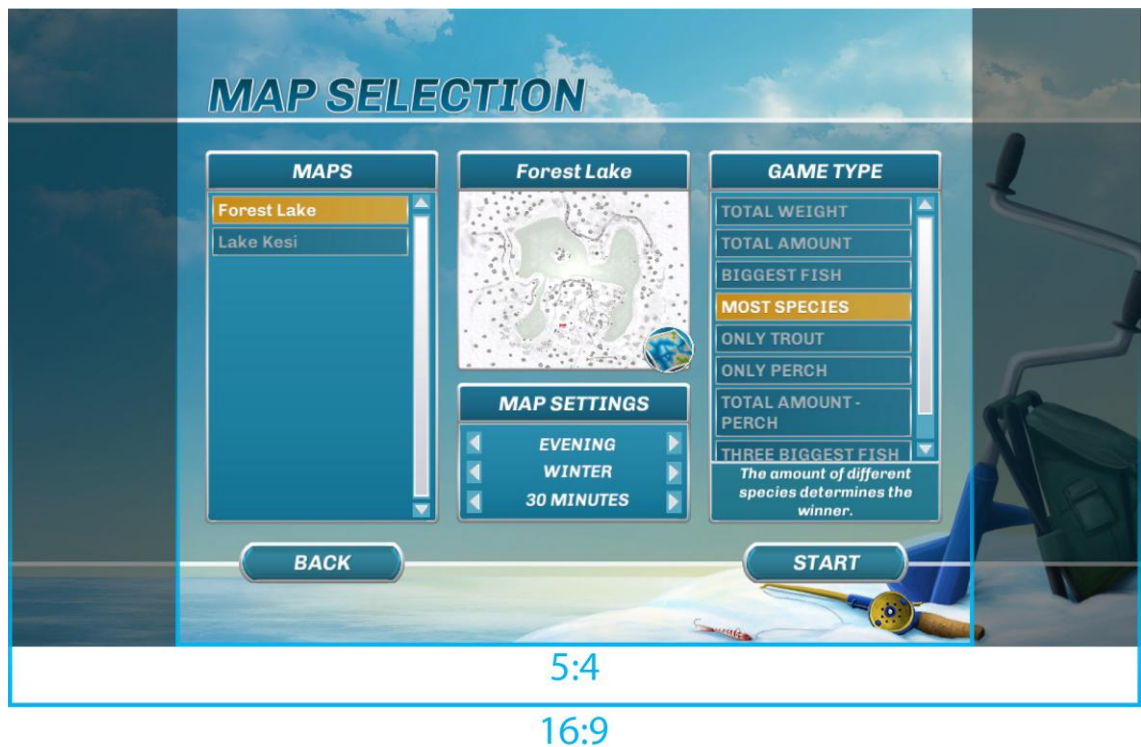 MAP SELECTION
MAPS
Forest Lake
Lake Kesi
Forest Lake
MAP SETTINGS
EVENING
WINTER
30 MINUTES
GAME TYPE
TOTAL WEIGHT
TOTAL AMOUNT
BIGGEST FISH
MOST SPECIES
ONLY TROUT
ONLY PERCH
TOTAL AMOUNT -
PERCH
THREE BIGGEST FISH
The amount of different
species determines the
winner.
BACK
START
5:4
16:9